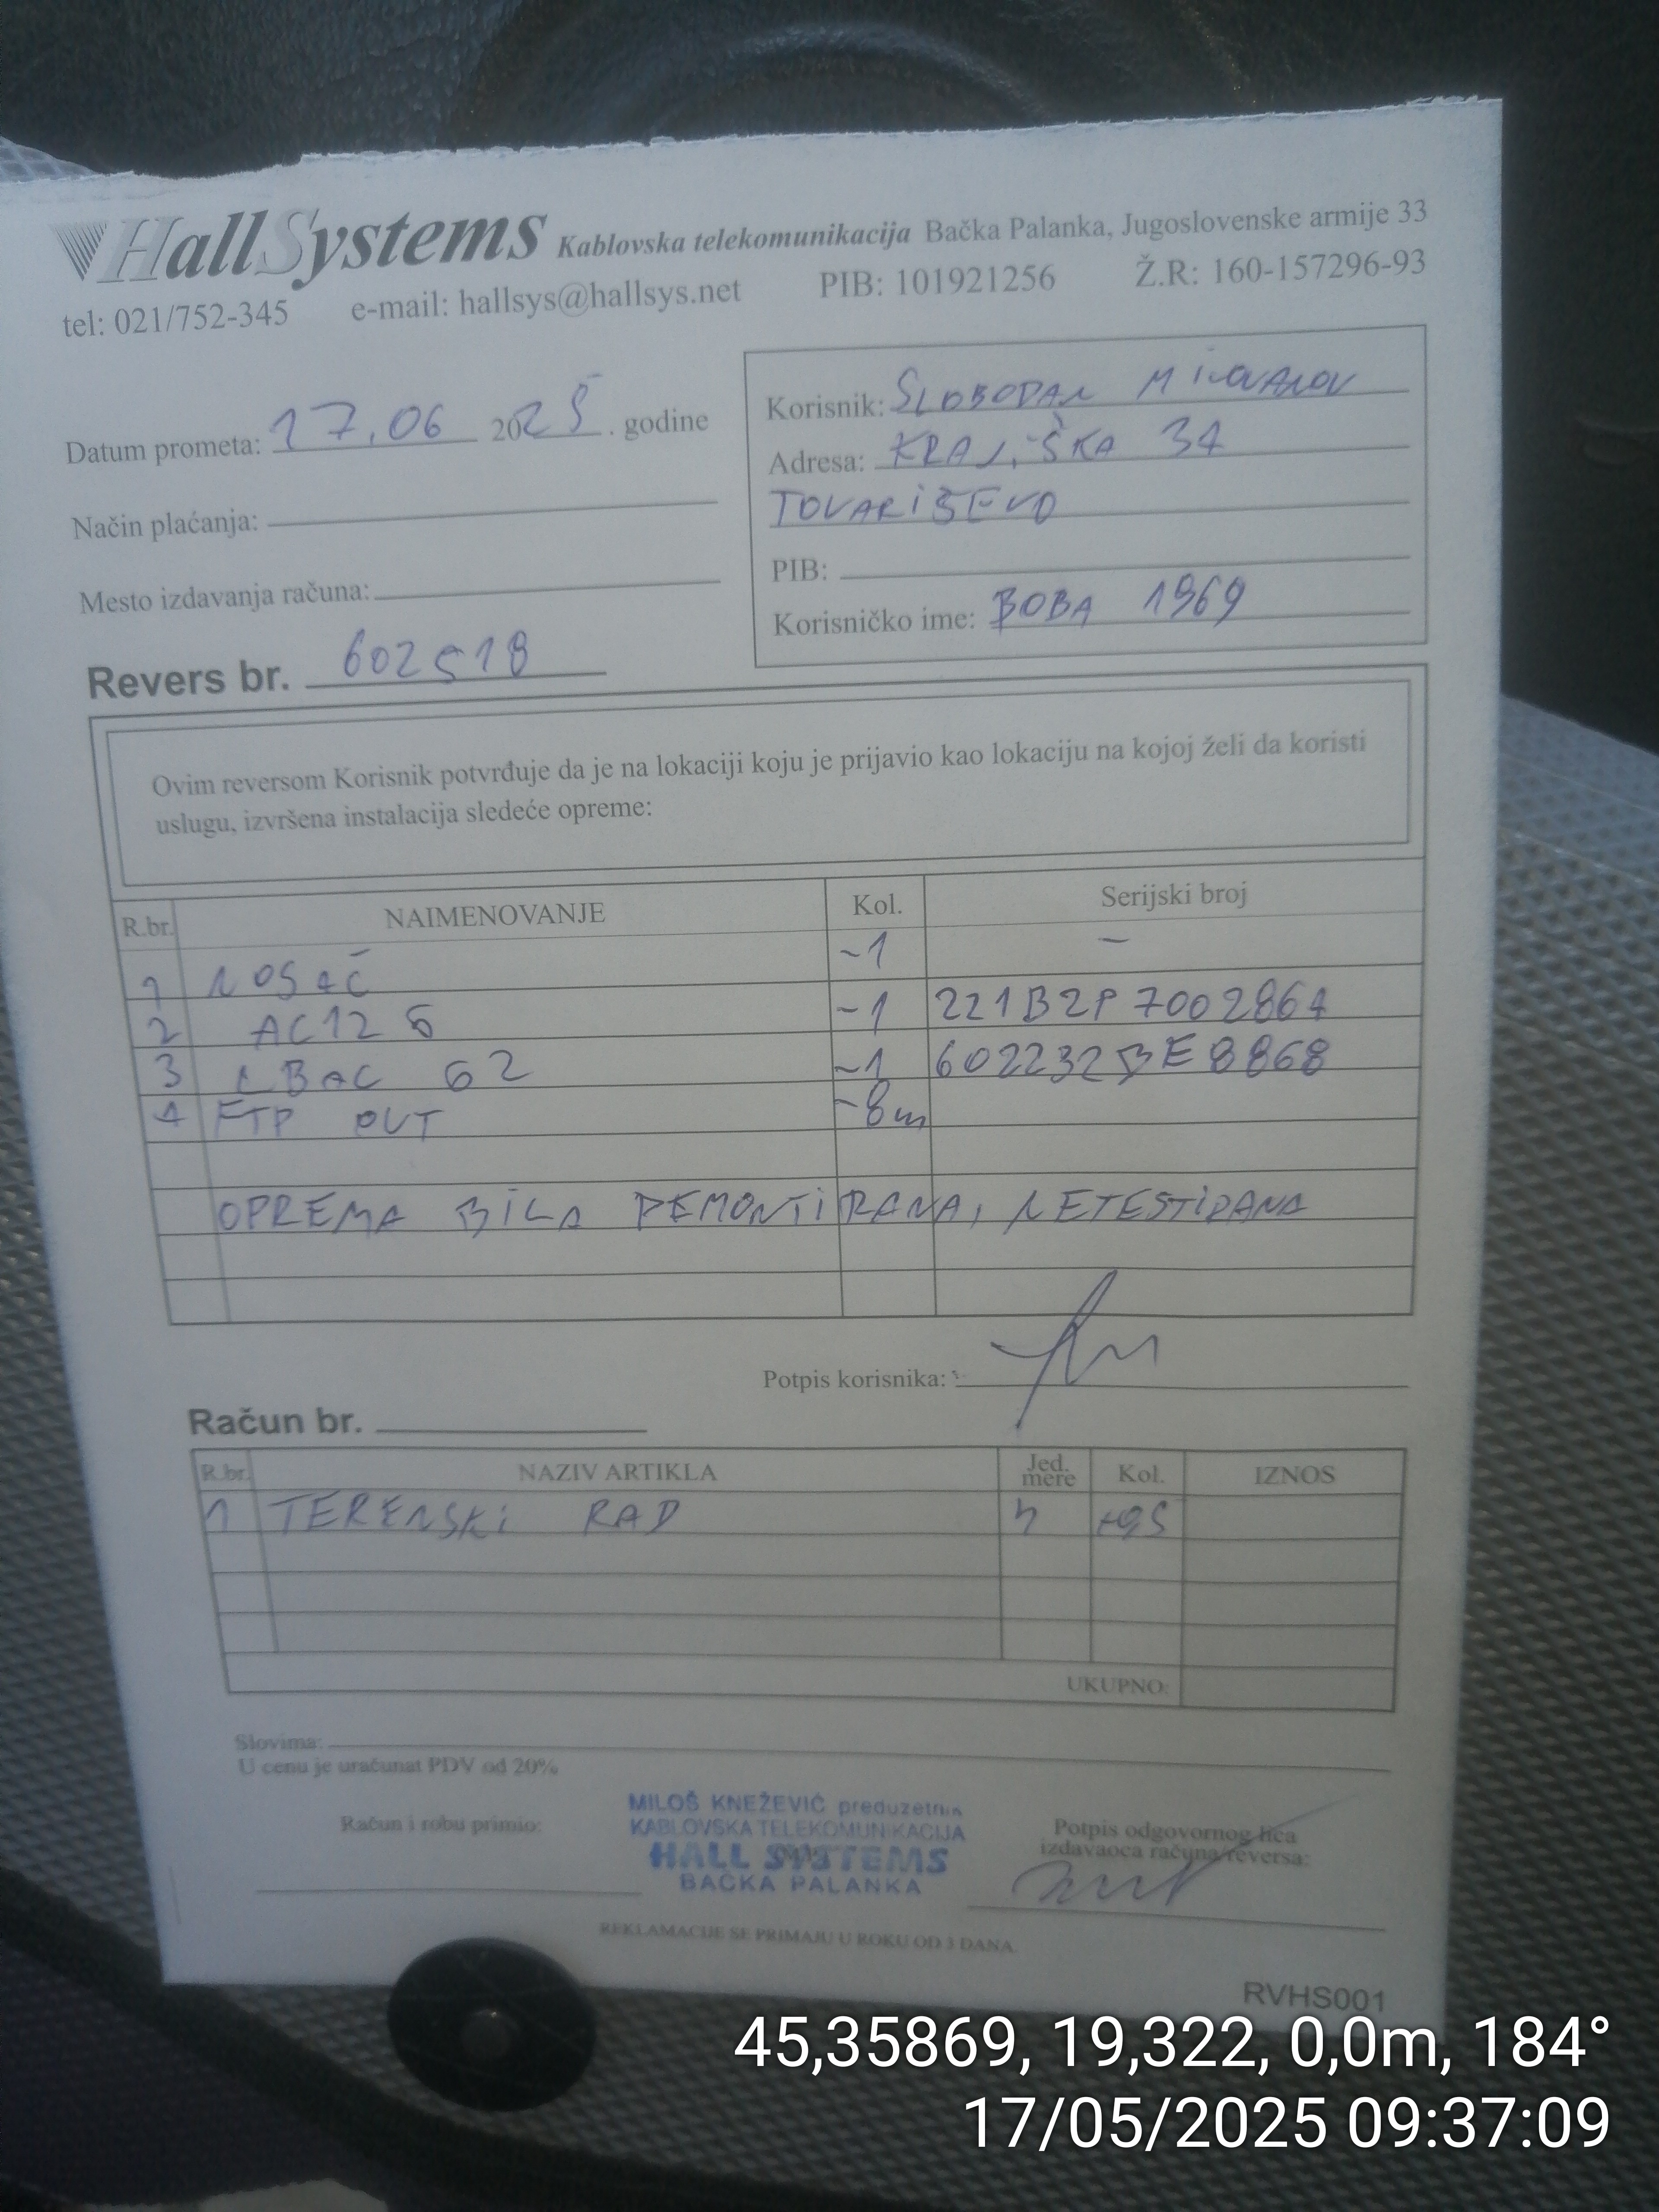 HallSystems Kablovska telekomunikacija Bačka Palanka, Jugoslovenske armije 33
tel: 021/752-345 e-mail: hallsys@hallsys.net PIB: 101921256 Ž.R: 160-157296-93
Datum prometa: 17.06 2025. godine
Način plaćanja:
Mesto izdavanja računa:
Revers br. 602518
Korisnik: SLOBODAN
Adresa: KRAJiŠKA 34
TOVARiŠEVO
PIB:
Korisničko ime: BOBA 1969
Ovim reversom Korisnik potvrđuje da je na lokaciji koju je prijavio kao lokaciju na kojoj želi da koristi
uslugu, izvršena instalacija sledeće opreme:
R.br. NAIMENOVANJE Kol. Serijski broj
1 NOSAČ -1 -
2 AC12 -1 221B2P7002864
3 LBAC 62 -1 602232BE8868
4 FTP OUT -8m
OPREMA BILA DEMONTiRANA, NETESTiRANA
Potpis korisnika:
Račun br.
R.br. NAZIV ARTIKLA Jed. mere Kol. IZNOS
1 TERENSKi RAD h
UKUPNO:
Slovima:
U cenu je uračunat PDV od 20%
Račun i robu primio:
MILOŠ KNEŽEVIĆ preduzetnik
KABLOVSKA TELEKOMUNIKACIJA
HALL SYSTEMS
BAČKA PALANKA
Potpis odgovornog lica
izdavaoca računa/reversa:
REKLAMACIJE SE PRIMAJU U ROKU OD 3 DANA.
RVHS001
45,35869, 19,322, 0,0m, 184°
17/05/2025 09:37:09